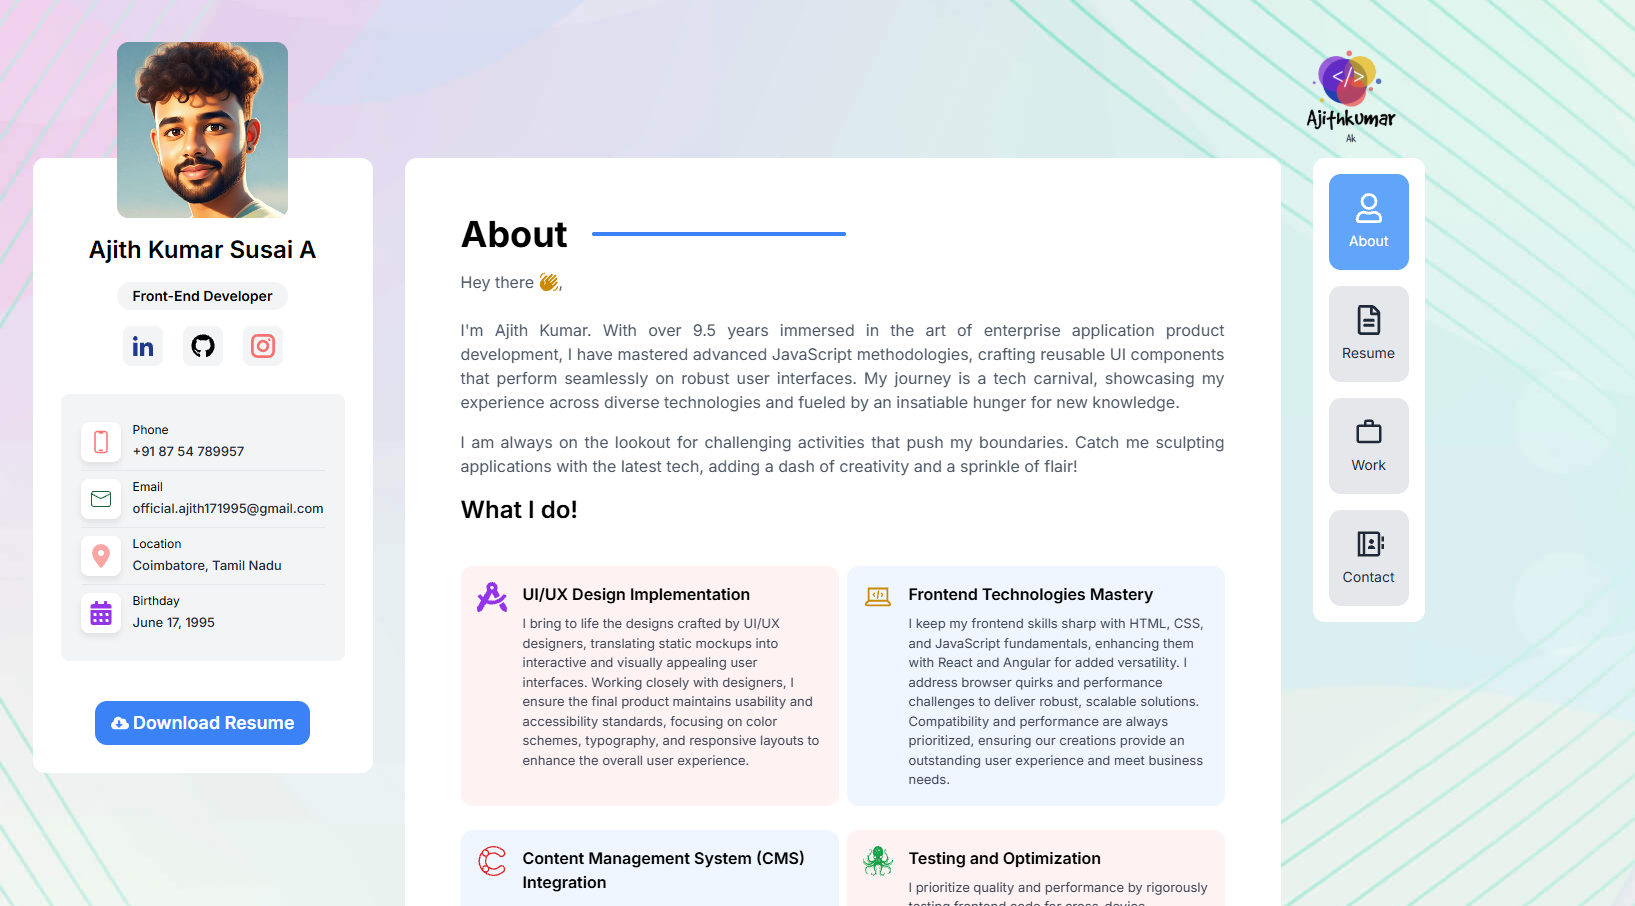 </>
Ajithkumar
Ak
Ajith Kumar Susai A
Front-End Developer
in
Phone
+91 87 54 789957
Email
official.ajith171995@gmail.com
Location
Coimbatore, Tamil Nadu
Birthday
June 17, 1995
Download Resume
About
Hey there 👋,
I'm Ajith Kumar. With over 9.5 years immersed in the art of enterprise application product
development, I have mastered advanced JavaScript methodologies, crafting reusable UI components
that perform seamlessly on robust user interfaces. My journey is a tech carnival, showcasing my
experience across diverse technologies and fueled by an insatiable hunger for new knowledge.
I am always on the lookout for challenging activities that push my boundaries. Catch me sculpting
applications with the latest tech, adding a dash of creativity and a sprinkle of flair!
What I do!
UI/UX Design Implementation
I bring to life the designs crafted by UI/UX
designers, translating static mockups into
interactive and visually appealing user
interfaces. Working closely with designers, I
ensure the final product maintains usability and
accessibility standards, focusing on color
schemes, typography, and responsive layouts to
enhance the overall user experience.
Frontend Technologies Mastery
I keep my frontend skills sharp with HTML, CSS,
and JavaScript fundamentals, enhancing them
with React and Angular for added versatility. I
address browser quirks and performance
challenges to deliver robust, scalable solutions.
Compatibility and performance are always
prioritized, ensuring our creations provide an
outstanding user experience and meet business
needs.
Content Management System (CMS)
Integration
Testing and Optimization
I prioritize quality and performance by rigorously
testing frontend code for cross-device
About
Resume
Work
Contact